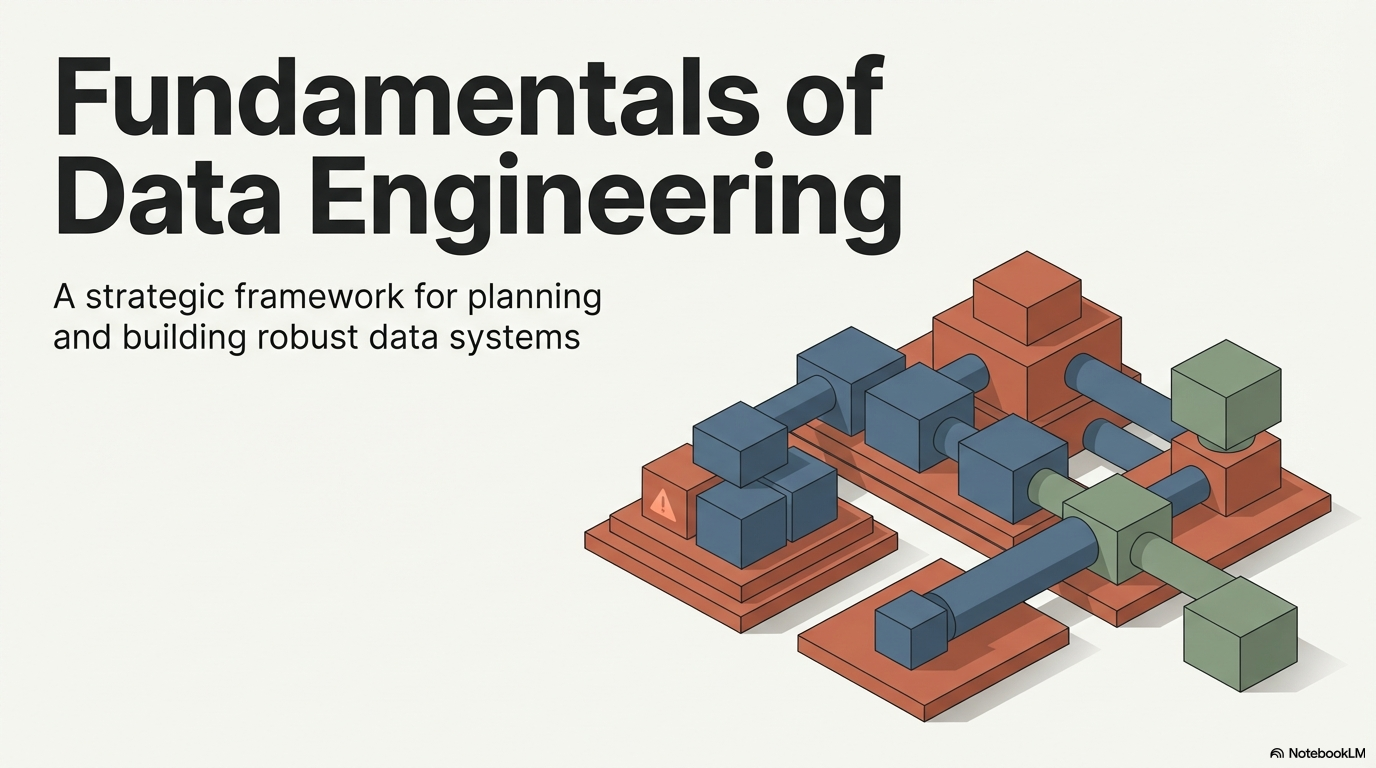 Fundamentals of
Data Engineering
A strategic framework for planning
and building robust data systems
NotebookLM